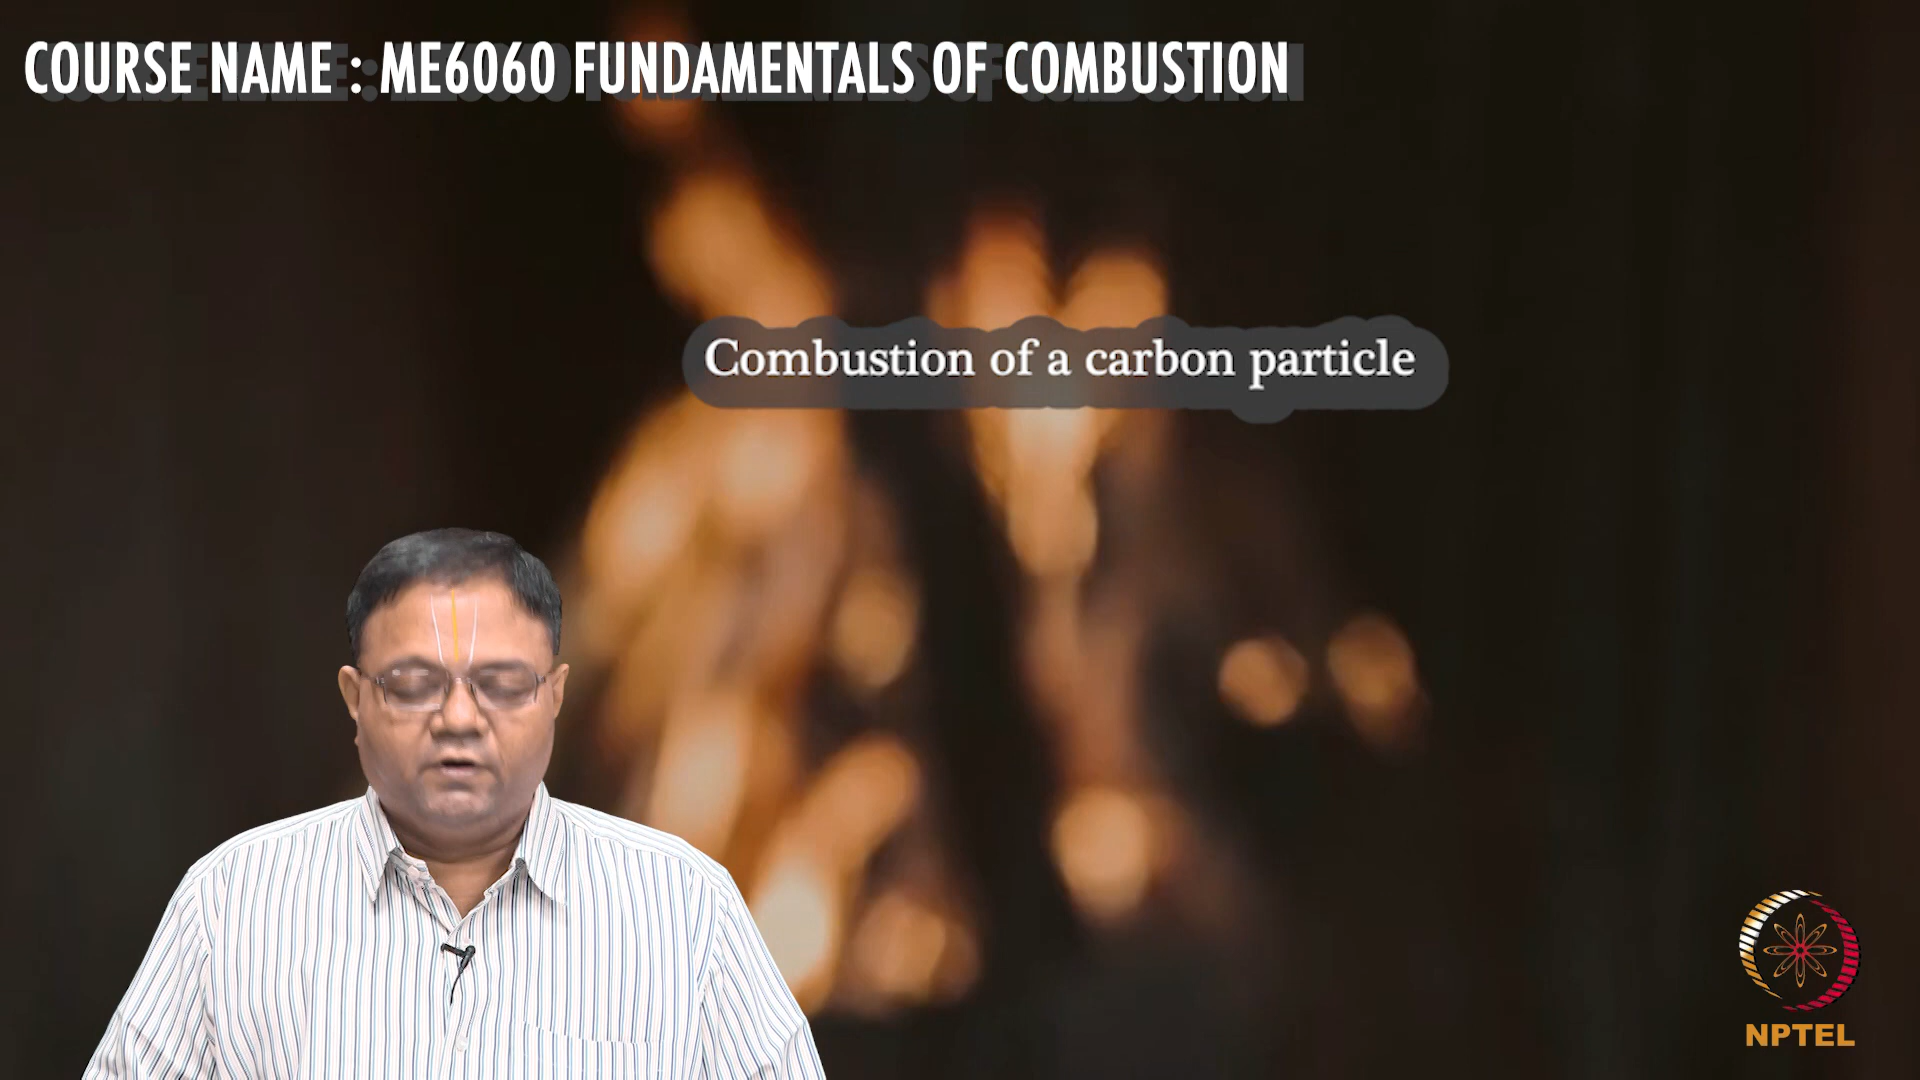 COURSE NAME : ME6060 FUNDAMENTALS OF COMBUSTION
Combustion of a carbon particle
NPTEL